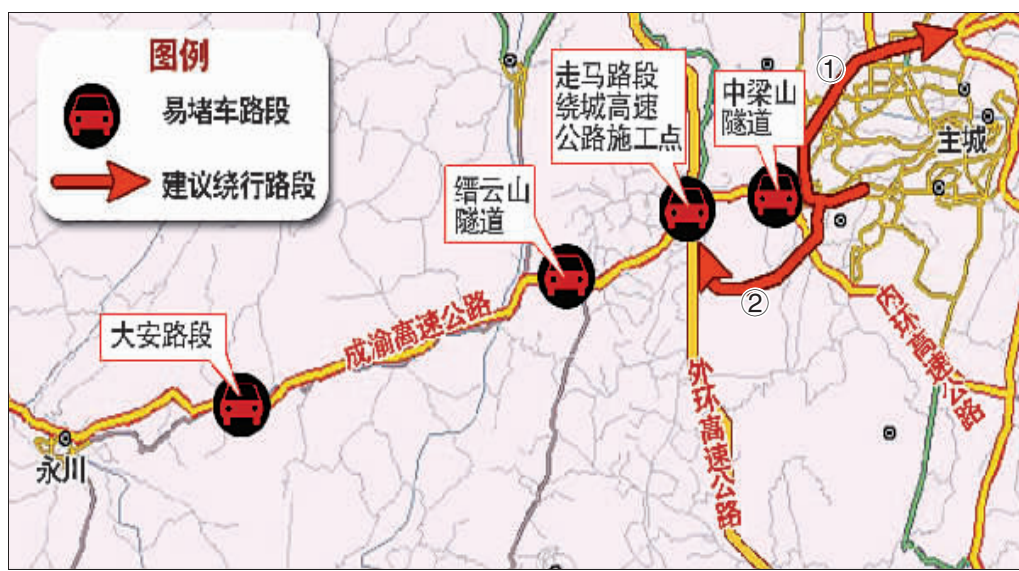 图例
易堵车路段
建议绕行路段
走马路段
绕城高速
公路施工点
中梁山
隧道
①
主城
缙云山
隧道
②
大安路段
成渝高速公路
内环高速公路
外环高速公路
永川